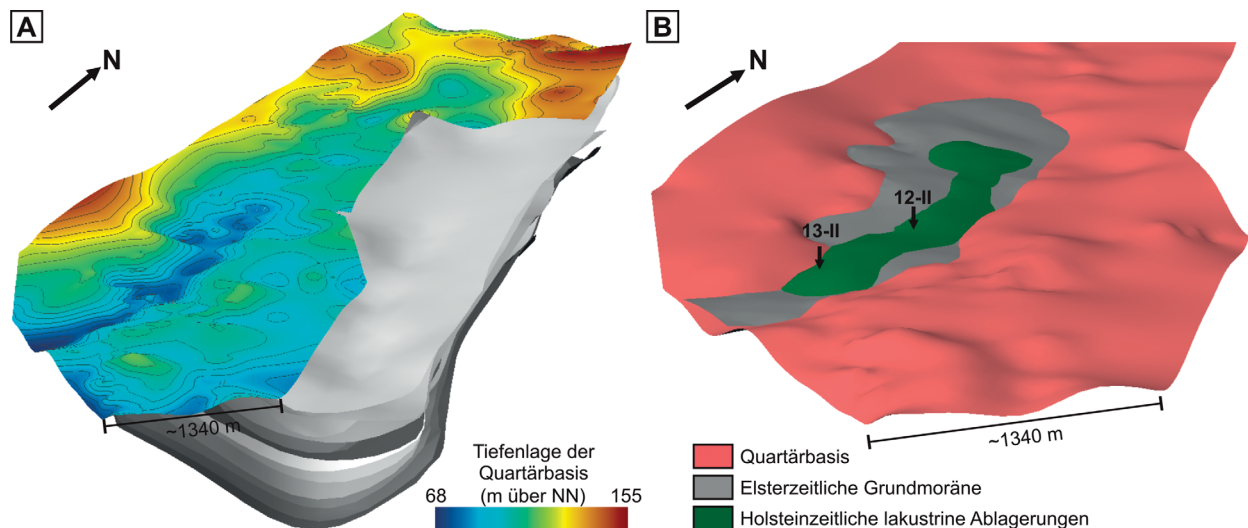 A
N
~1340 m
Tiefenlage der
Quartärbasis
(m über NN)
68
155
B
N
12-II
13-II
~1340 m
Quartärbasis
Elsterzeitliche Grundmoräne
Holsteinzeitliche lakustrine Ablagerungen